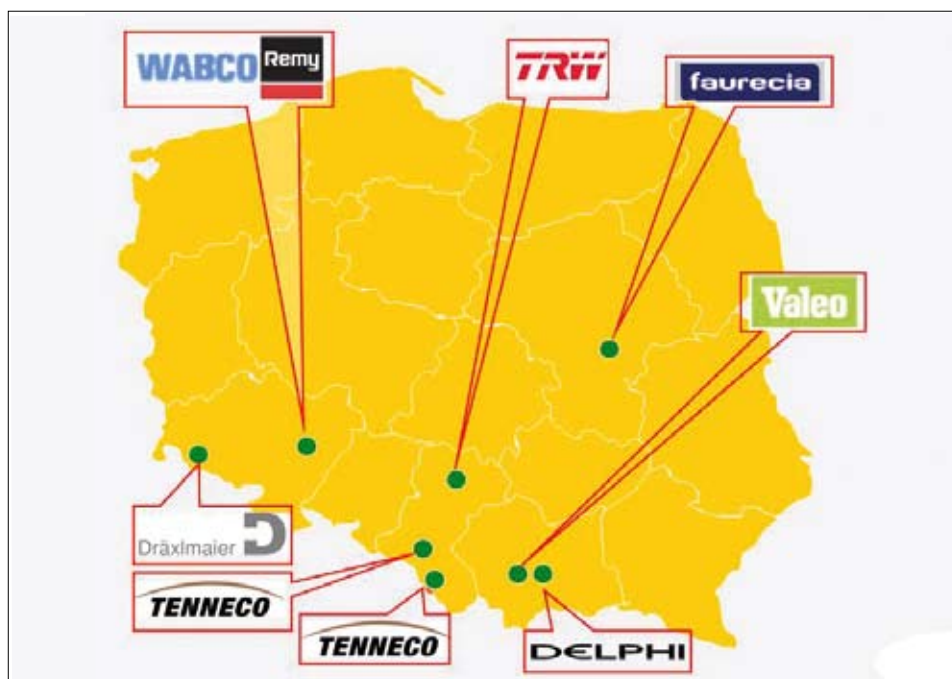 WABCO Remy
TRW
faurecia
Valeo
Dräxlmaier D
TENNECO
TENNECO
DELPHI